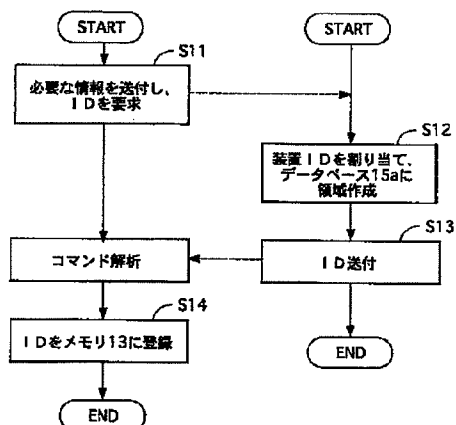 START
START
S11
必要な情報を送付し、
IDを要求
S12
装置IDを割り当て、
データベース15aに
領域作成
S13
コマンド解析
ID送付
S14
IDをメモリ13に登録
END
END